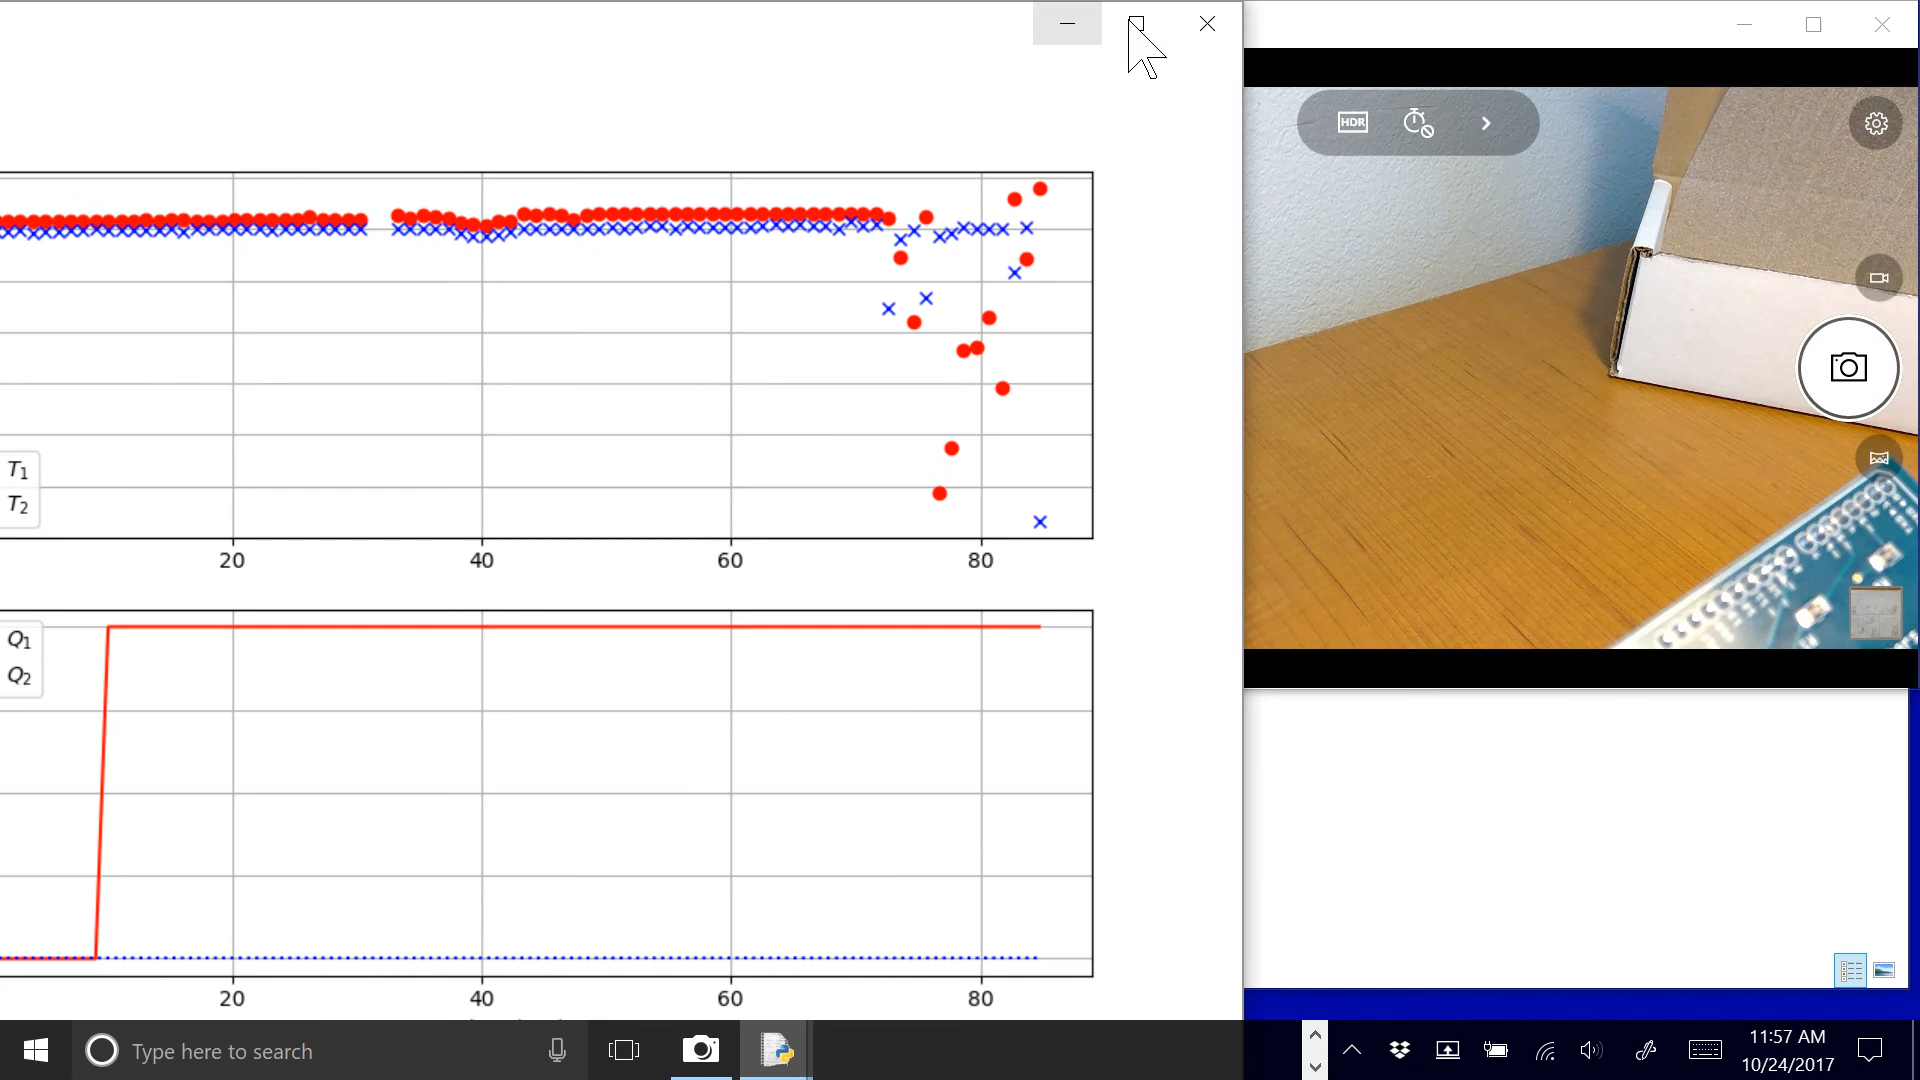 HDR
T1
T2
20 40 60 80
Q1
Q2
20 40 60 80
Type here to search
11:57 AM
10/24/2017